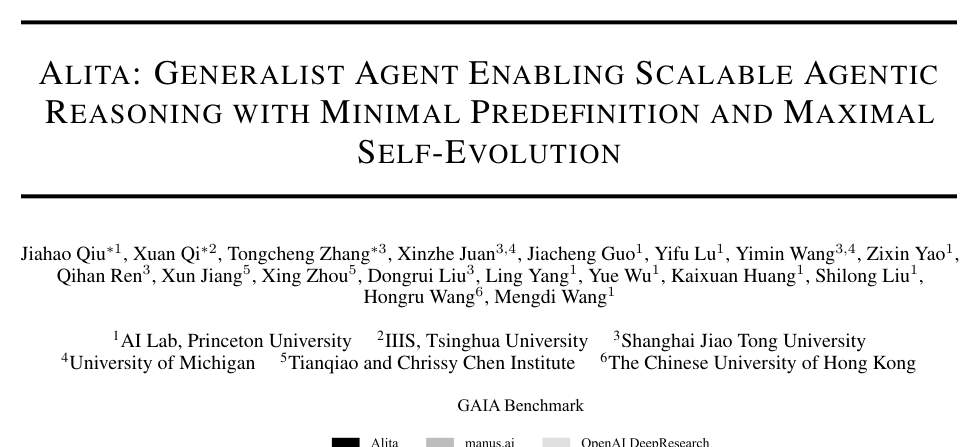 ALITA: GENERALIST AGENT ENABLING SCALABLE AGENTIC
REASONING WITH MINIMAL PREDEFINITION AND MAXIMAL
SELF-EVOLUTION
Jiahao Qiu*1, Xuan Qi*2, Tongcheng Zhang*3, Xinzhe Juan3,4, Jiacheng Guo1, Yifu Lu1, Yimin Wang3,4, Zixin Yao1,
Qihan Ren3, Xun Jiang5, Xing Zhou5, Dongrui Liu3, Ling Yang1, Yue Wu1, Kaixuan Huang1, Shilong Liu1,
Hongru Wang6, Mengdi Wang1
1AI Lab, Princeton University 2IIIS, Tsinghua University 3Shanghai Jiao Tong University
4University of Michigan 5Tianqiao and Chrissy Chen Institute 6The Chinese University of Hong Kong
GAIA Benchmark
Alita manus.ai OpenAI DeepResearch